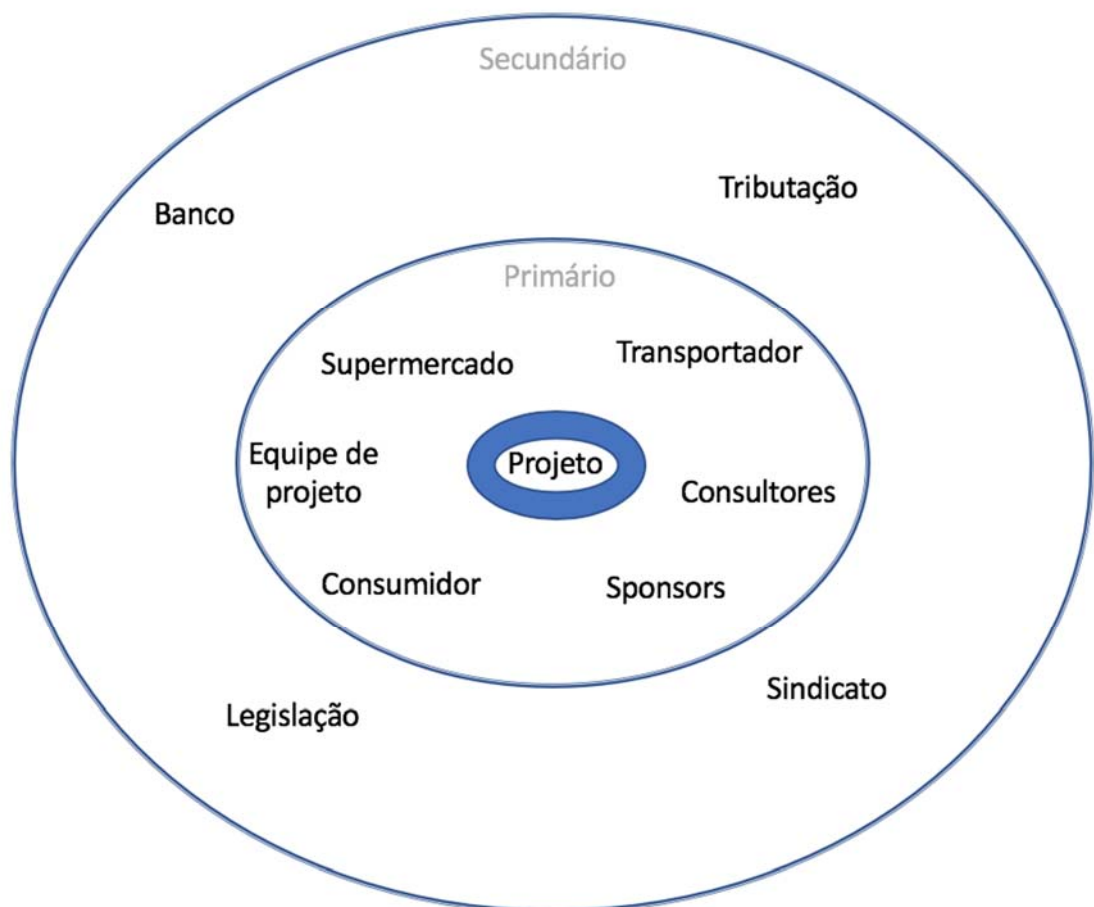 Secundário
Tributação
Banco
Primário
Transportador
Supermercado
Equipe de
projeto
Projeto
Consultores
Consumidor
Sponsors
Sindicato
Legislação